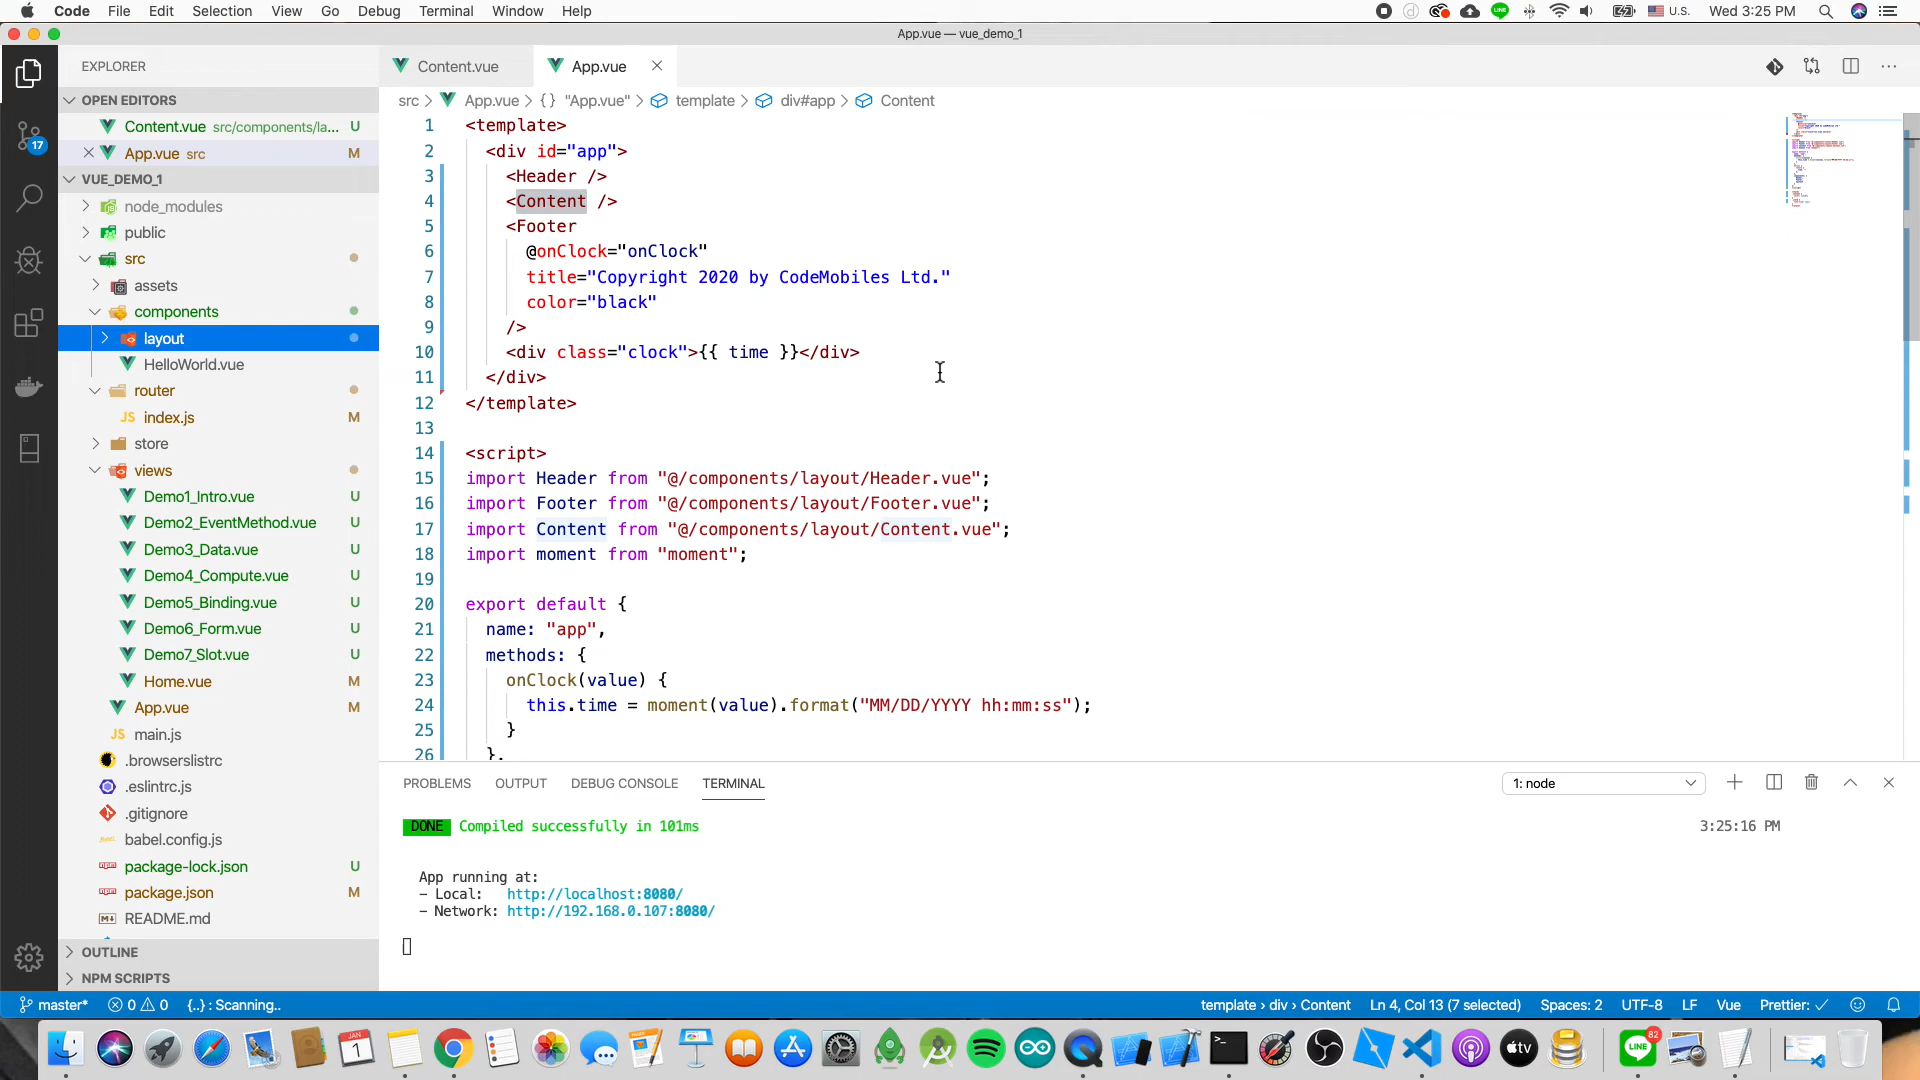 Code File Edit Selection View Go Debug Terminal Window Help
U.S. Wed 3:25 PM
App.vue — vue_demo_1
EXPLORER
OPEN EDITORS
Content.vue src/components/la... U
App.vue src M
VUE_DEMO_1
node_modules
public
src
assets
components
layout
HelloWorld.vue
router
index.js M
store
views
Demo1_Intro.vue U
Demo2_EventMethod.vue U
Demo3_Data.vue U
Demo4_Compute.vue U
Demo5_Binding.vue U
Demo6_Form.vue U
Demo7_Slot.vue U
Home.vue M
App.vue M
main.js
.browserslistrc
.eslintrc.js
.gitignore
babel.config.js
package-lock.json U
package.json M
README.md
OUTLINE
NPM SCRIPTS
17
Content.vue App.vue
src > App.vue > {} "App.vue" > template > div#app > Content
1 <template>
2 <div id="app">
3 <Header />
4 <Content />
5 <Footer
6 @onClock="onClock"
7 title="Copyright 2020 by CodeMobiles Ltd."
8 color="black"
9 />
10 <div class="clock">{{ time }}</div>
11 </div>
12 </template>
13
14 <script>
15 import Header from "@/components/layout/Header.vue";
16 import Footer from "@/components/layout/Footer.vue";
17 import Content from "@/components/layout/Content.vue";
18 import moment from "moment";
19
20 export default {
21 name: "app",
22 methods: {
23 onClock(value) {
24 this.time = moment(value).format("MM/DD/YYYY hh:mm:ss");
25 }
26 },
PROBLEMS OUTPUT DEBUG CONSOLE TERMINAL 1: node
DONE Compiled successfully in 101ms 3:25:16 PM
App running at:
- Local: http://localhost:8080/
- Network: http://192.168.0.107:8080/
master* 0 0 {..} : Scanning.. template > div > Content Ln 4, Col 13 (7 selected) Spaces: 2 UTF-8 LF Vue Prettier: ✓
JAN
1
tv
LINE
82